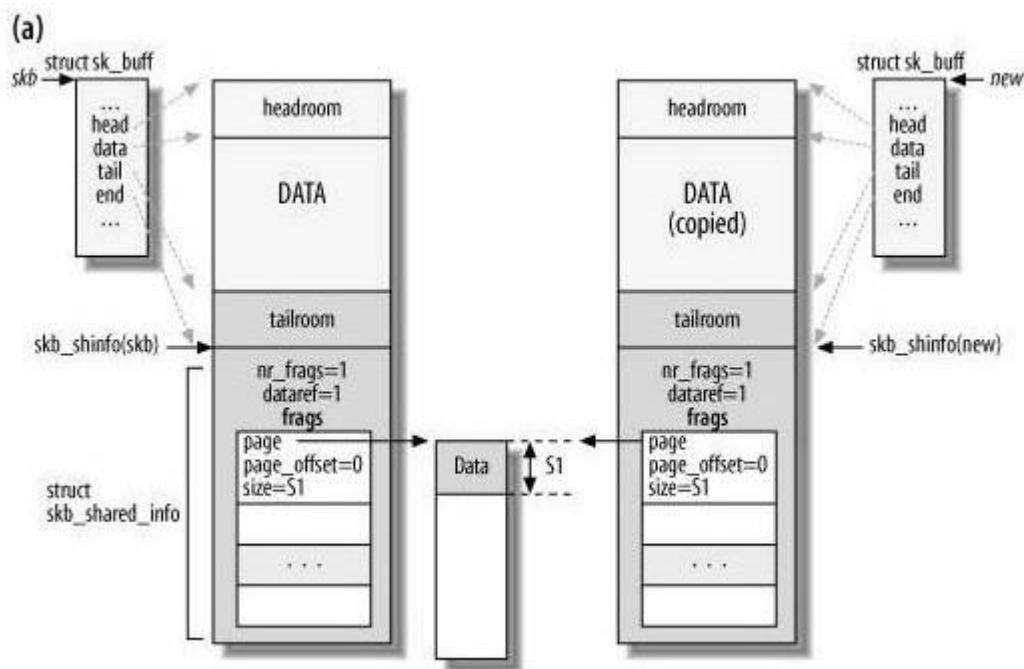 (a)
struct sk_buff
skb
...
head
data
tail
end
...
headroom
DATA
tailroom
skb_shinfo(skb)
nr_frags=1
dataref=1
frags
page
page_offset=0
size=S1
. . .
struct
skb_shared_info
Data
S1
struct sk_buff
new
...
head
data
tail
end
...
headroom
DATA
(copied)
tailroom
skb_shinfo(new)
nr_frags=1
dataref=1
frags
page
page_offset=0
size=S1
. . .